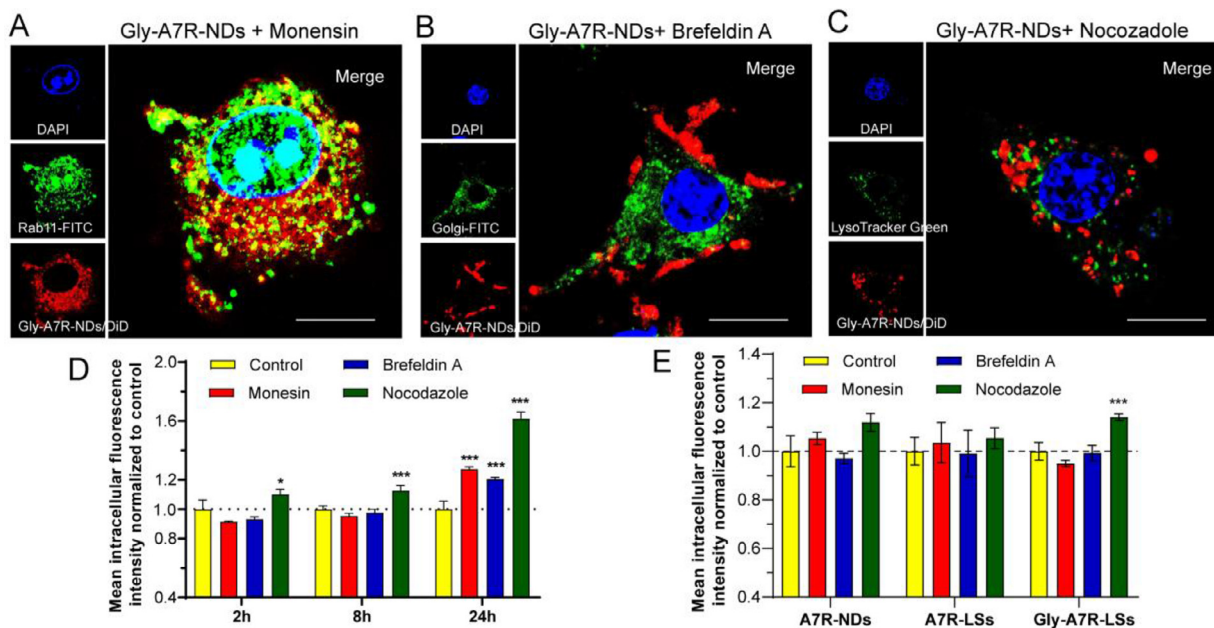 A
Gly-A7R-NDs + Monensin
DAPI
Rab11-FITC
Gly-A7R-NDs/DiD
Merge
B
Gly-A7R-NDs+ Brefeldin A
DAPI
Golgi-FITC
Gly-A7R-NDs/DiD
Merge
C
Gly-A7R-NDs+ Nocozadole
DAPI
LysoTracker Green
Gly-A7R-NDs/DiD
Merge
D
Mean intracellular fluorescence
intensity normalized to control
2.0
1.6
1.2
1.0
0.8
0.4
Control
Brefeldin A
Monesin
Nocodazole
*
***
***
***
***
2h
8h
24h
E
Mean intracellular fluorescence
intensity normalized to control
1.4
1.2
1.0
0.8
0.6
0.4
Control
Brefeldin A
Monesin
Nocodazole
***
A7R-NDs
A7R-LSs
Gly-A7R-LSs